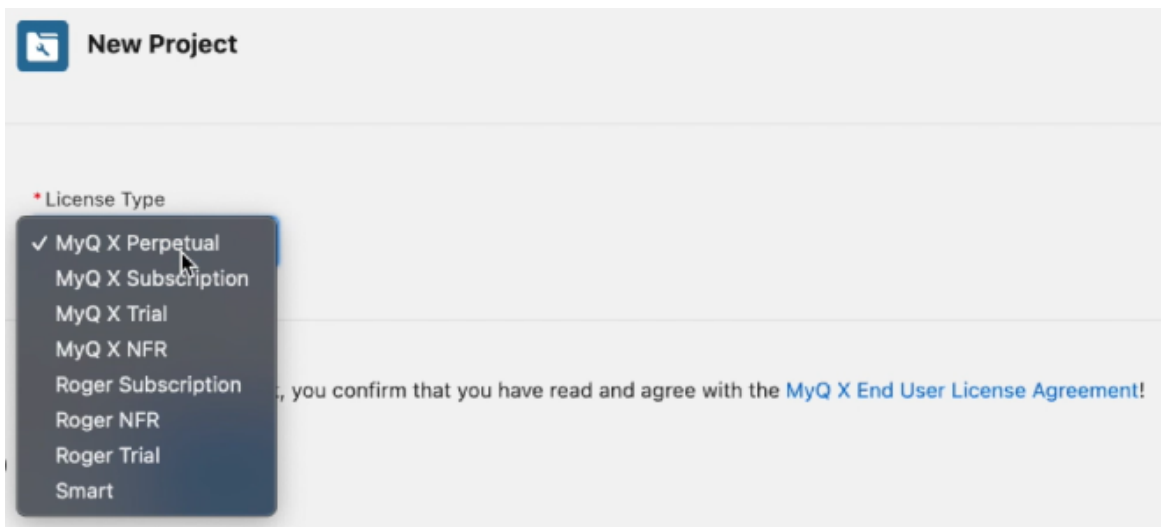 New Project
* License Type
✓ MyQ X Perpetual
MyQ X Subscription
MyQ X Trial
MyQ X NFR
Roger Subscription
, you confirm that you have read and agree with the MyQ X End User License Agreement!
Roger NFR
Roger Trial
Smart